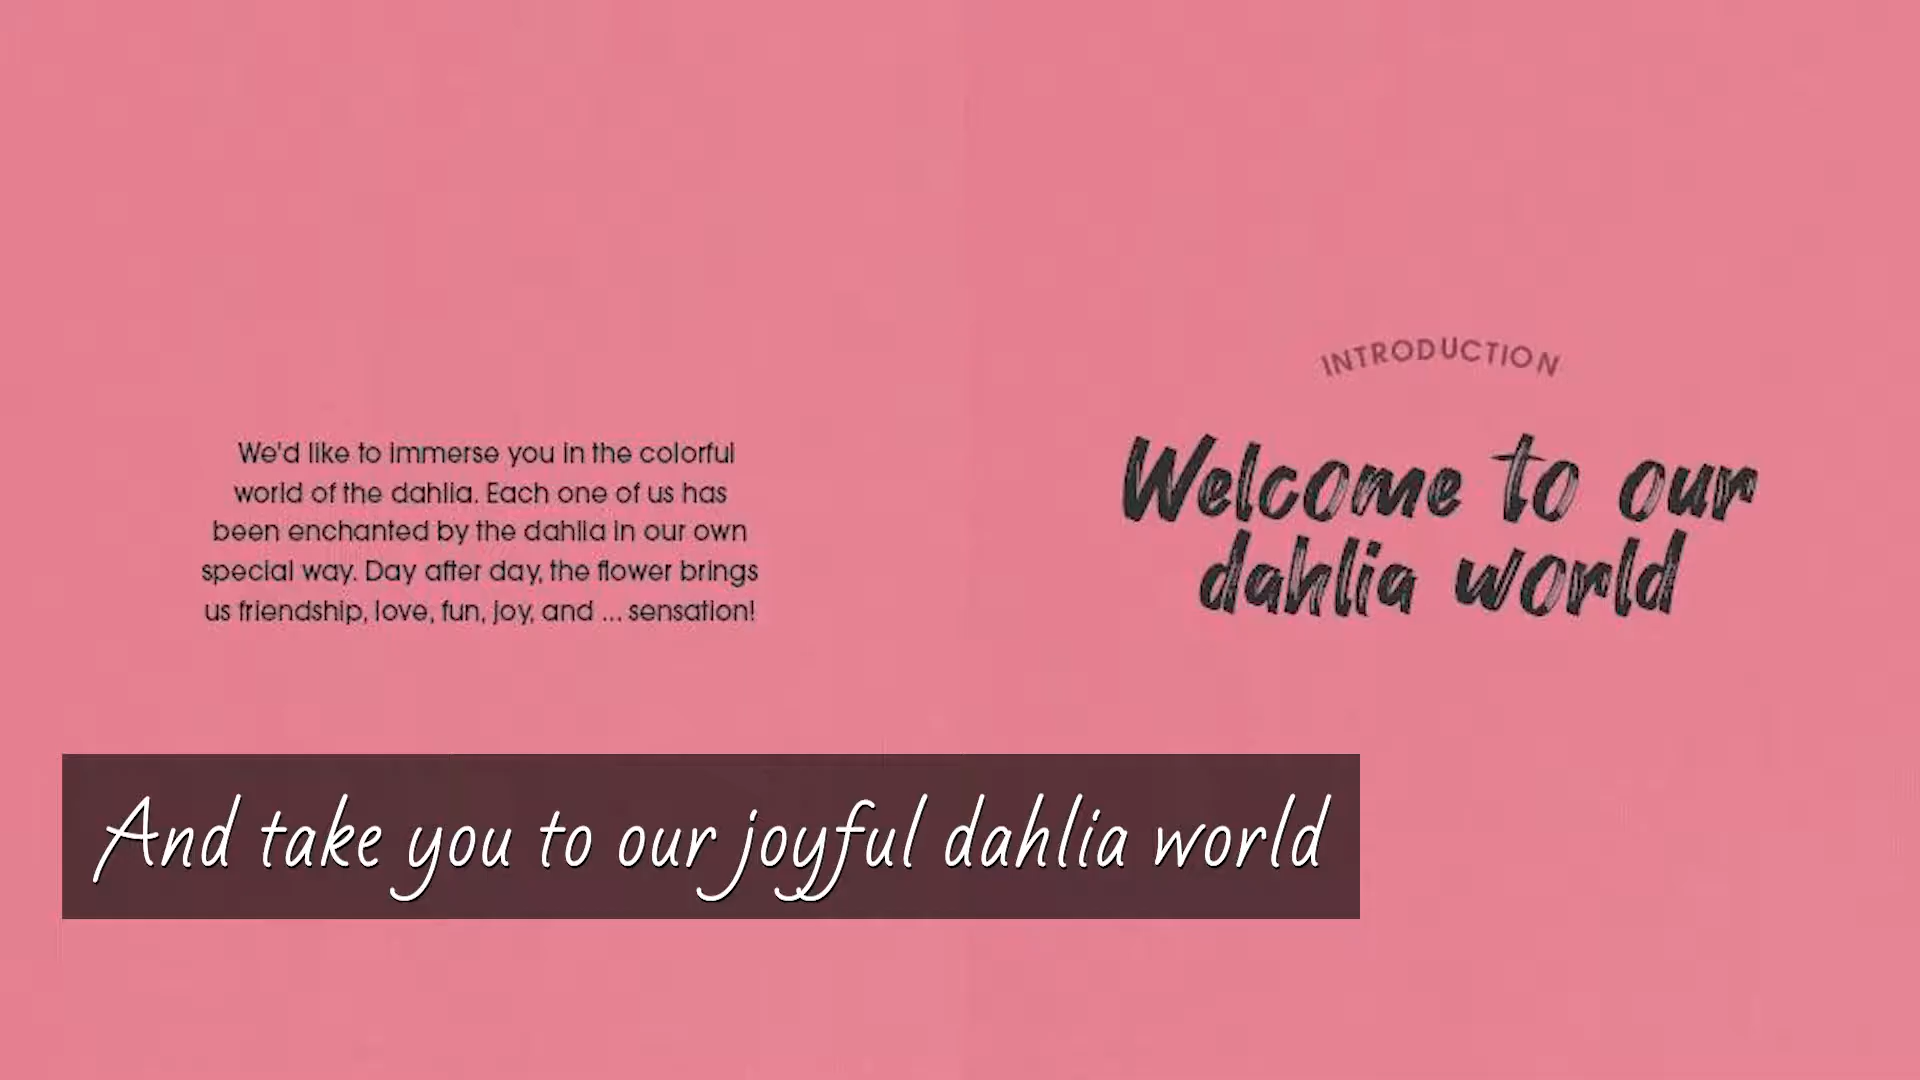 We'd like to immerse you in the colorful
world of the dahlia. Each one of us has
been enchanted by the dahlia in our own
special way. Day after day, the flower brings
us friendship, love, fun, joy, and ... sensation!
INTRODUCTION
Welcome to our
dahlia world
And take you to our joyful dahlia world